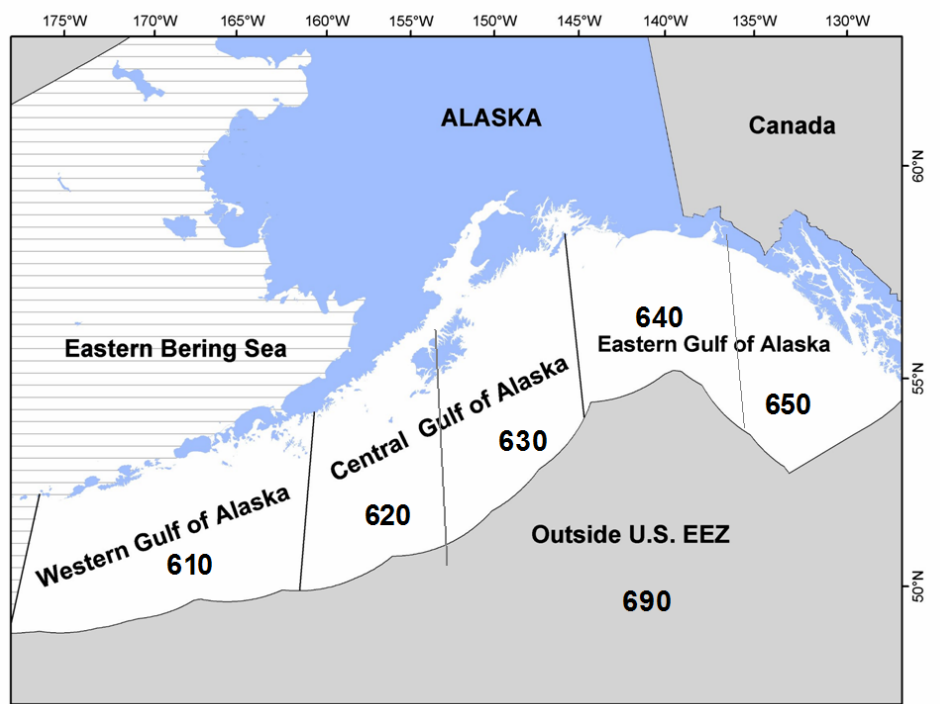 175°W 170°W 165°W 160°W 155°W 150°W 145°W 140°W 135°W 130°W
ALASKA
Canada
60°N
640
Eastern Bering Sea
Eastern Gulf of Alaska
55°N
Central Gulf of Alaska
650
630
Western Gulf of Alaska
620
Outside U.S. EEZ
610
50°N
690